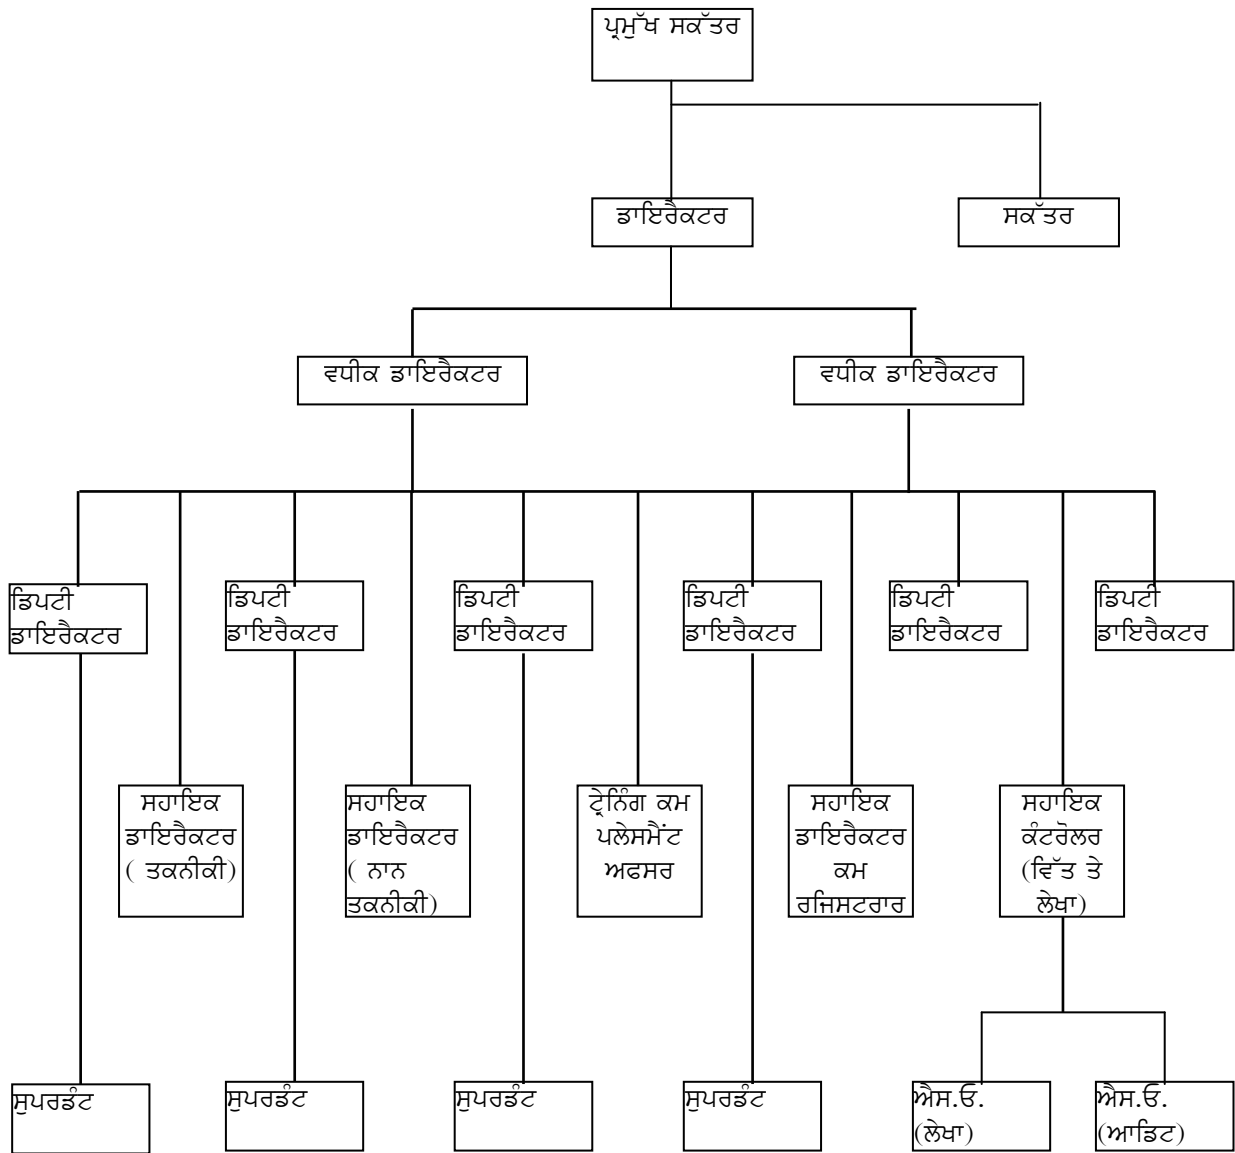 ਪ੍ਰਮੁੱਖ ਸਕੱਤਰ
ਡਾਇਰੈਕਟਰ
ਸਕੱਤਰ
ਵਧੀਕ ਡਾਇਰੈਕਟਰ
ਵਧੀਕ ਡਾਇਰੈਕਟਰ
ਡਿਪਟੀ
ਡਾਇਰੈਕਟਰ
ਡਿਪਟੀ
ਡਾਇਰੈਕਟਰ
ਡਿਪਟੀ
ਡਾਇਰੈਕਟਰ
ਡਿਪਟੀ
ਡਾਇਰੈਕਟਰ
ਡਿਪਟੀ
ਡਾਇਰੈਕਟਰ
ਡਿਪਟੀ
ਡਾਇਰੈਕਟਰ
ਸਹਾਇਕ
ਡਾਇਰੈਕਟਰ
( ਤਕਨੀਕੀ)
ਸਹਾਇਕ
ਡਾਇਰੈਕਟਰ
( ਨਾਨ
ਤਕਨੀਕੀ)
ਟ੍ਰੇਨਿੰਗ ਕਮ
ਪਲੇਸਮੈਂਟ
ਅਫਸਰ
ਸਹਾਇਕ
ਡਾਇਰੈਕਟਰ
ਕਮ
ਰਜਿਸਟਰਾਰ
ਸਹਾਇਕ
ਕੰਟਰੋਲਰ
(ਵਿੱਤ ਤੇ
ਲੇਖਾ)
ਸੁਪਰਡੰਟ
ਸੁਪਰਡੰਟ
ਸੁਪਰਡੰਟ
ਸੁਪਰਡੰਟ
ਐਸ.ਓ.
(ਲੇਖਾ)
ਐਸ.ਓ.
(ਆਡਿਟ)